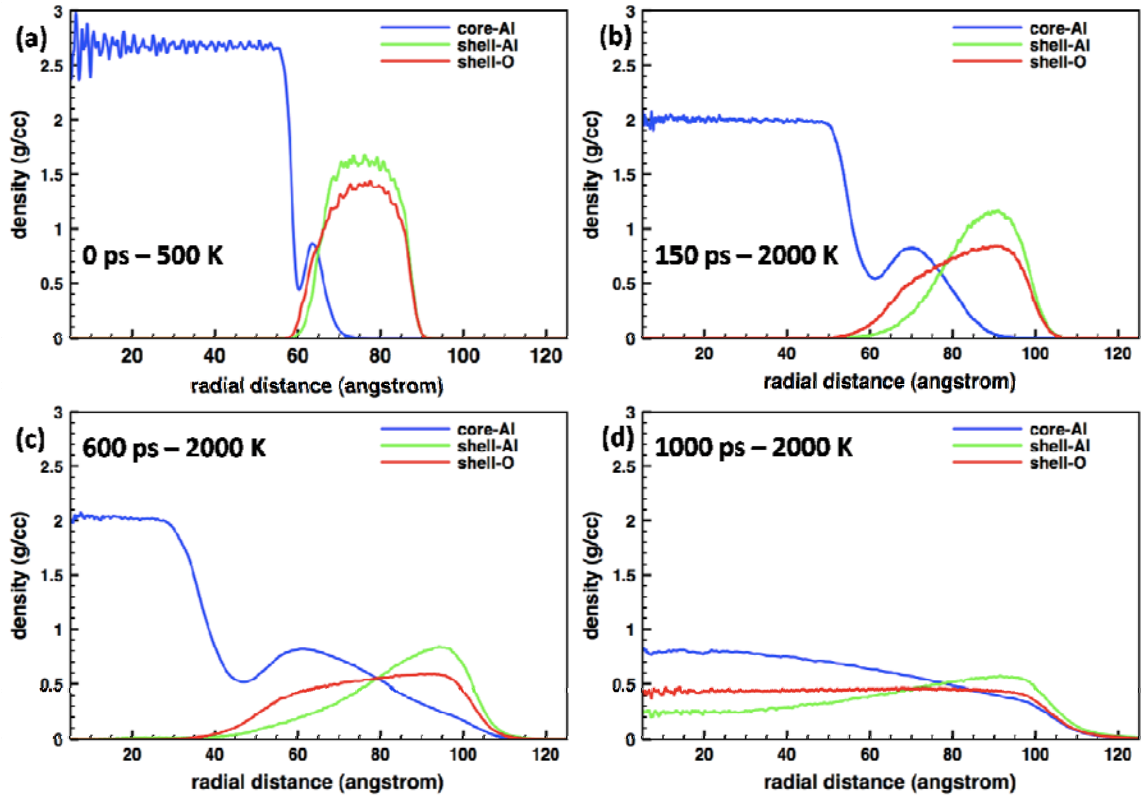 (a)
core-Al
shell-Al
shell-O
0 ps – 500 K
density (g/cc)
3
2.5
2
1.5
1
0.5
0
20 40 60 80 100 120
radial distance (angstrom)
(b)
core-Al
shell-Al
shell-O
150 ps – 2000 K
density (g/cc)
3
2.5
2
1.5
1
0.5
0
20 40 60 80 100 120
radial distance (angstrom)
(c)
600 ps – 2000 K
core-Al
shell-Al
shell-O
density (g/cc)
3
2.5
2
1.5
1
0.5
0
20 40 60 80 100 120
radial distance (angstrom)
(d)
1000 ps – 2000 K
core-Al
shell-Al
shell-O
density (g/cc)
3
2.5
2
1.5
1
0.5
0
20 40 60 80 100 120
radial distance (angstrom)